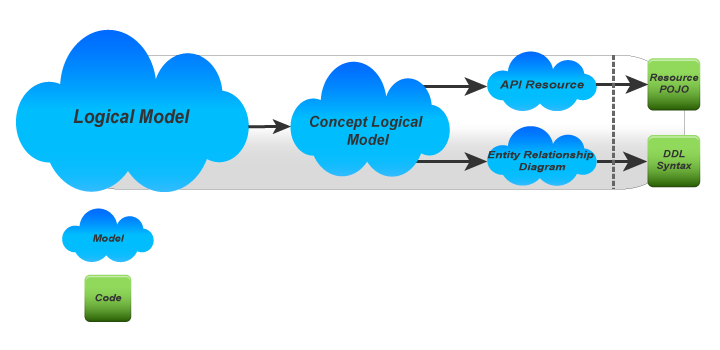 Logical Model
Concept Logical
Model
API Resource
Entity Relationship
Diagram
Resource
POJO
DDL
Syntax
Model
Code